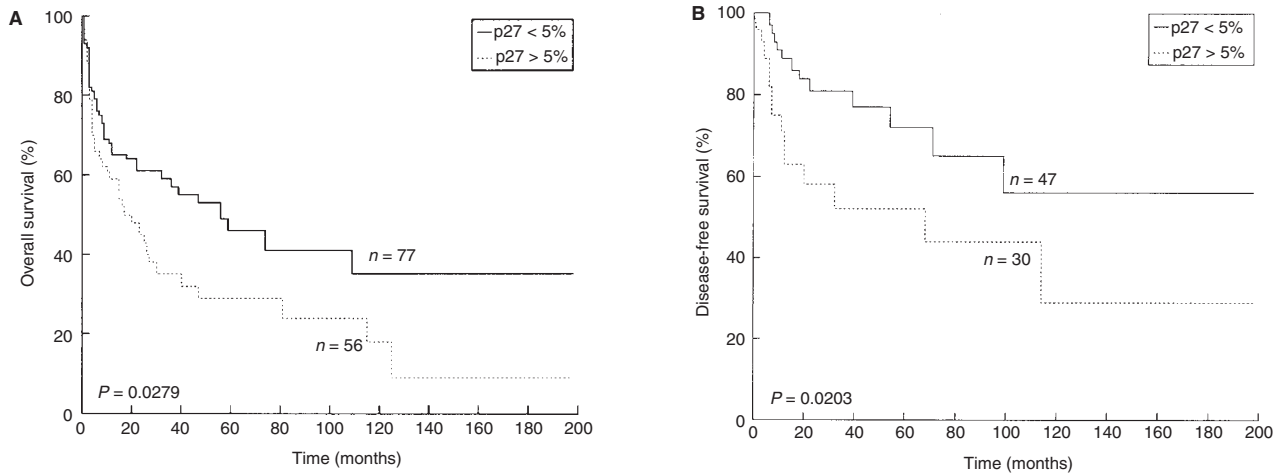 A
100
80
60
40
20
0
Overall survival (%)
p27 < 5%
p27 > 5%
n = 77
n = 56
P = 0.0279
0 20 40 60 80 100 120 140 160 180 200
Time (months)
B
100
80
60
40
20
0
Disease-free survival (%)
p27 < 5%
p27 > 5%
n = 47
n = 30
P = 0.0203
0 20 40 60 80 100 120 140 160 180 200
Time (months)